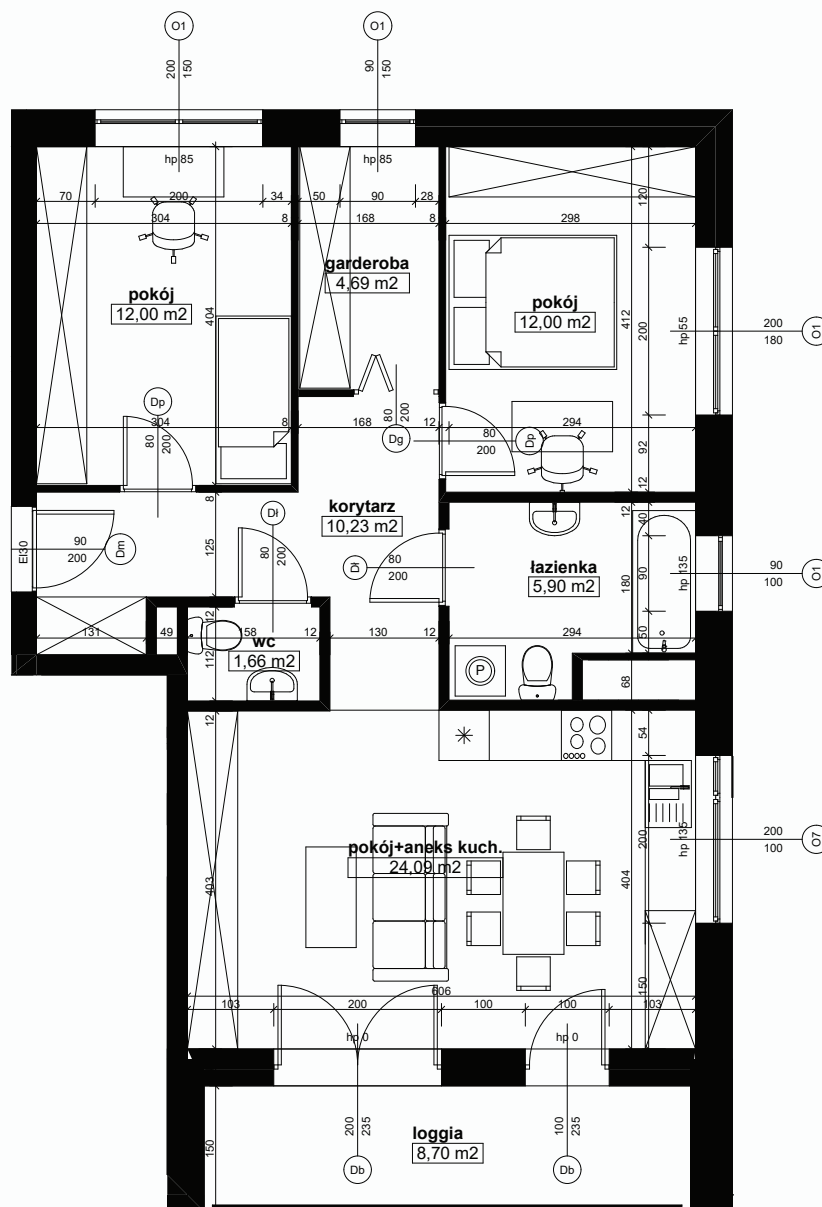 O1
O1
200
150
90
150
hp 85
hp 85
70
200
34
50
90
28
120
304
8
168
8
298
garderoba
4,69 m2
pokój
12,00 m2
pokój
12,00 m2
404
412
200
hp 55
200
180
O1
Dp
304
8
168
12
80
200
294
80
200
Dg
80
200
Dp
92
12
8
EI30
90
200
Dm
125
Dł
80
200
korytarz
10,23 m2
Dł
80
200
12
40
łazienka
5,90 m2
180
90
hp 135
90
100
O1
131
49
12
158
12
130
12
294
50
wc
1,66 m2
112
P
68
12
54
pokój+aneks kuch.
24,09 m2
403
404
200
hp 135
200
100
O7
150
606
103
200
100
100
103
hp 0
hp 0
200
235
100
235
150
loggia
8,70 m2
Db
Db